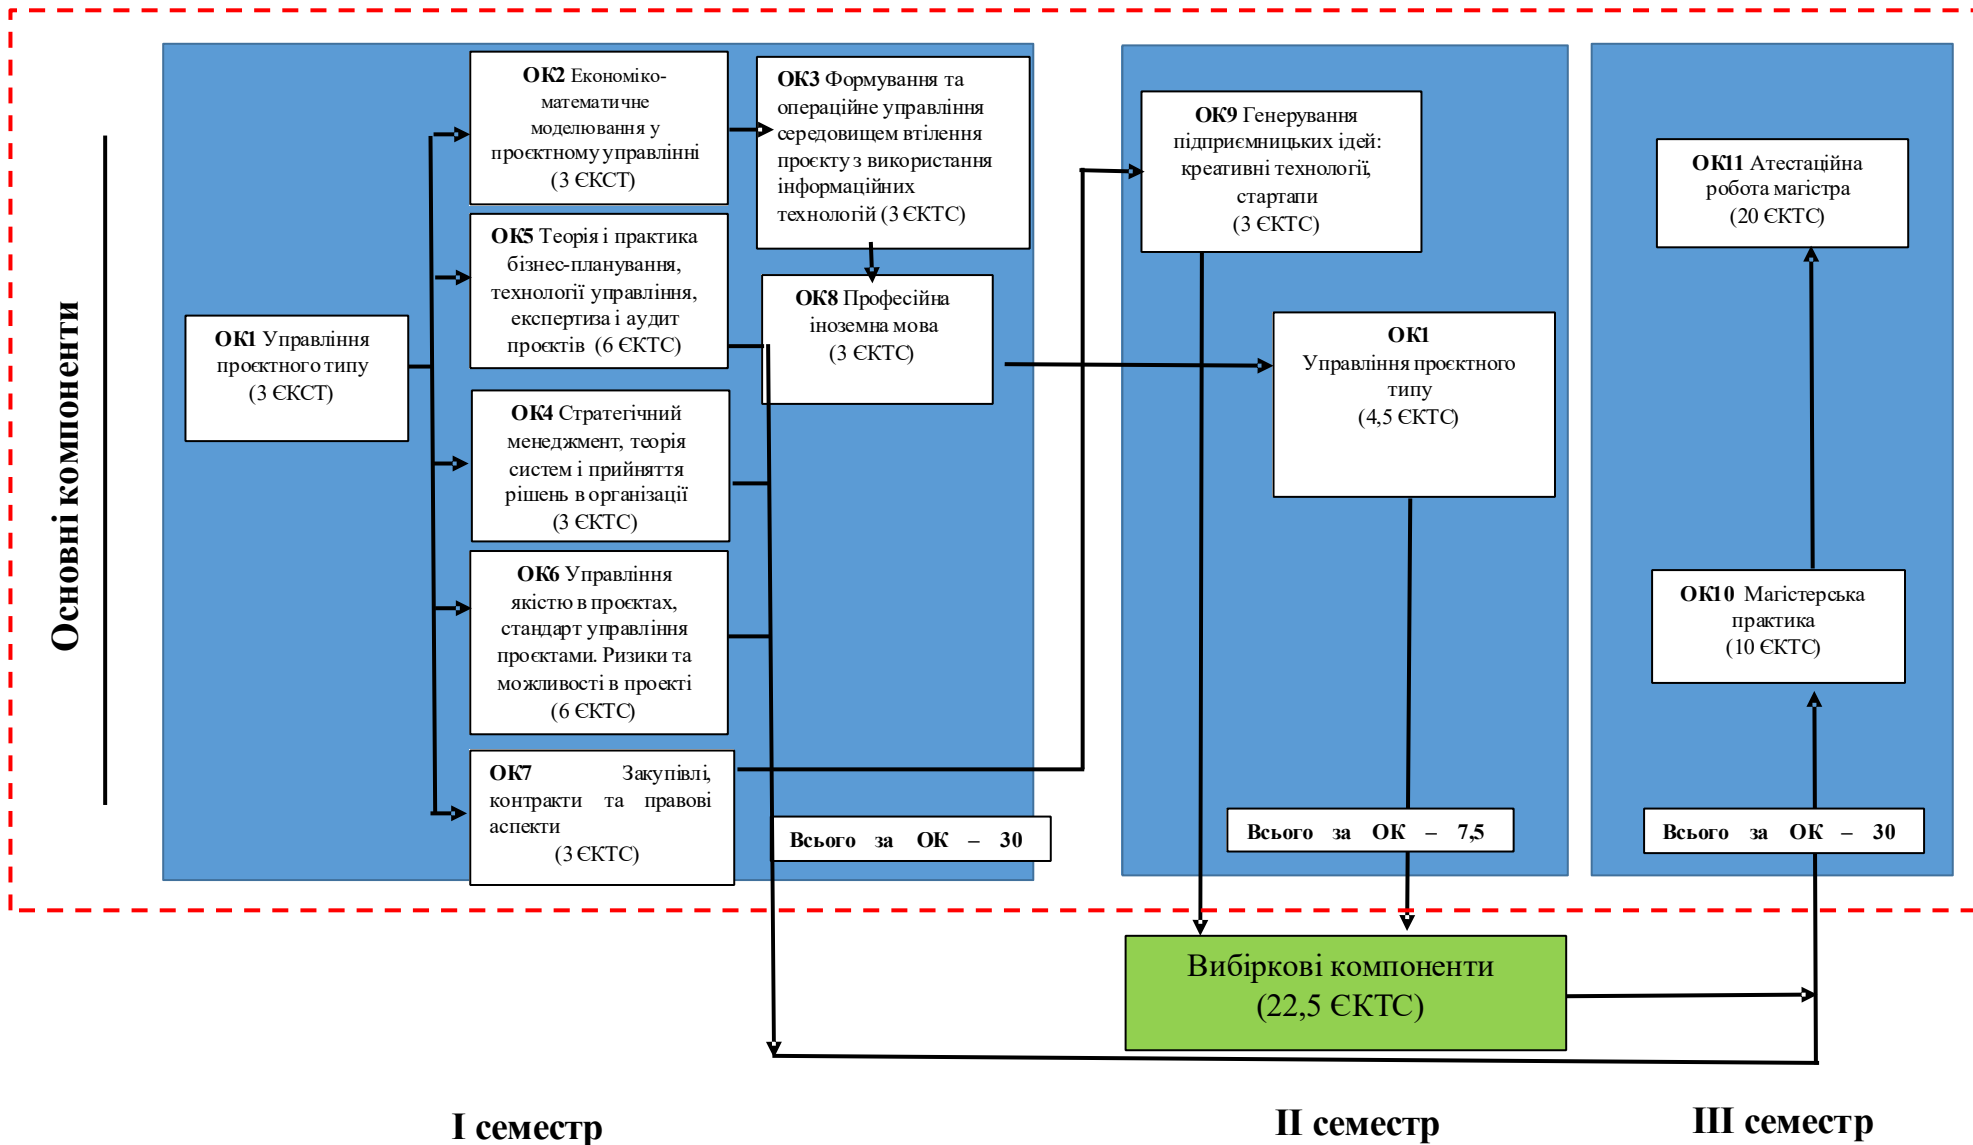 Основні компоненти
ОК1 Управління
проєктного типу
(3 ЄКСТ)
ОК2 Економіко-
математичне
моделювання у
проєктному управлінні
(3 ЄКСТ)
ОК5 Теорія і практика
бізнес-планування,
технології управління,
експертиза і аудит
проєктів (6 ЄКТС)
ОК4 Стратегічний
менеджмент, теорія
систем і прийняття
рішень в організації
(3 ЄКТС)
ОК6 Управління
якістю в проєктах,
стандарт управління
проєктами. Ризики та
можливості в проекті
(6 ЄКТС)
ОК7 Закупівлі,
контракти та правові
аспекти
(3 ЄКТС)
ОК3 Формування та
операційне управління
середовищем втілення
проєкту з використання
інформаційних
технологій (3 ЄКТС)
ОК8 Професійна
іноземна мова
(3 ЄКТС)
Всього за ОК – 30
ОК9 Генерування
підприємницьких ідей:
креативні технології,
стартапи
(3 ЄКТС)
ОК1
Управління проєктного
типу
(4,5 ЄКТС)
Всього за ОК – 7,5
ОК11 Атестаційна
робота магістра
(20 ЄКТС)
ОК10 Магістерська
практика
(10 ЄКТС)
Всього за ОК – 30
Вибіркові компоненти
(22,5 ЄКТС)
І семестр
ІІ семестр
ІІІ семестр